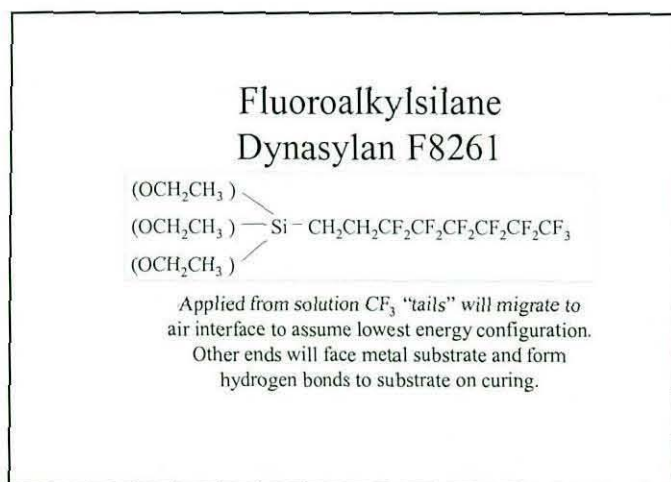 Fluoroalkylsilane
Dynasylan F8261
(OCH₂CH₃ )
(OCH₂CH₃ ) — Si – CH₂CH₂CF₂CF₂CF₂CF₂CF₂CF₃
(OCH₂CH₃ )
Applied from solution CF₃ “tails” will migrate to
air interface to assume lowest energy configuration.
Other ends will face metal substrate and form
hydrogen bonds to substrate on curing.